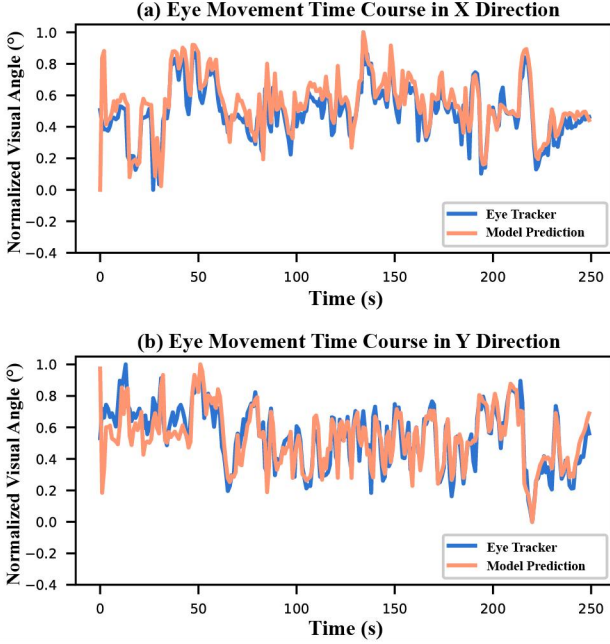 (a) Eye Movement Time Course in X Direction
Normalized Visual Angle (°)
1.0
0.8
0.6
0.4
0.2
0.0
−0.2
−0.4
Eye Tracker
Model Prediction
0 50 100 150 200 250
Time (s)
(b) Eye Movement Time Course in Y Direction
Normalized Visual Angle (°)
1.0
0.8
0.6
0.4
0.2
0.0
−0.2
−0.4
Eye Tracker
Model Prediction
0 50 100 150 200 250
Time (s)